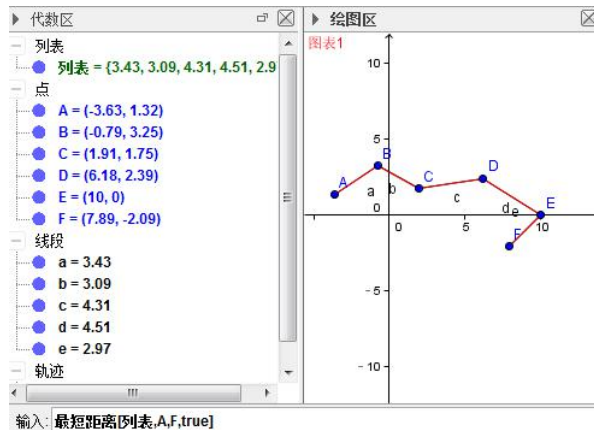 代数区
列表
列表 = {3.43, 3.09, 4.31, 4.51, 2.9
点
A = (-3.63, 1.32)
B = (-0.79, 3.25)
C = (1.91, 1.75)
D = (6.18, 2.39)
E = (10, 0)
F = (7.89, -2.09)
线段
a = 3.43
b = 3.09
c = 4.31
d = 4.51
e = 2.97
轨迹
绘图区
图表1
10
5
B
D
A
C
a
b
c
d
e
E
0
0
5
10
F
-5
-10
输入: 最短距离[列表,A,F,true]